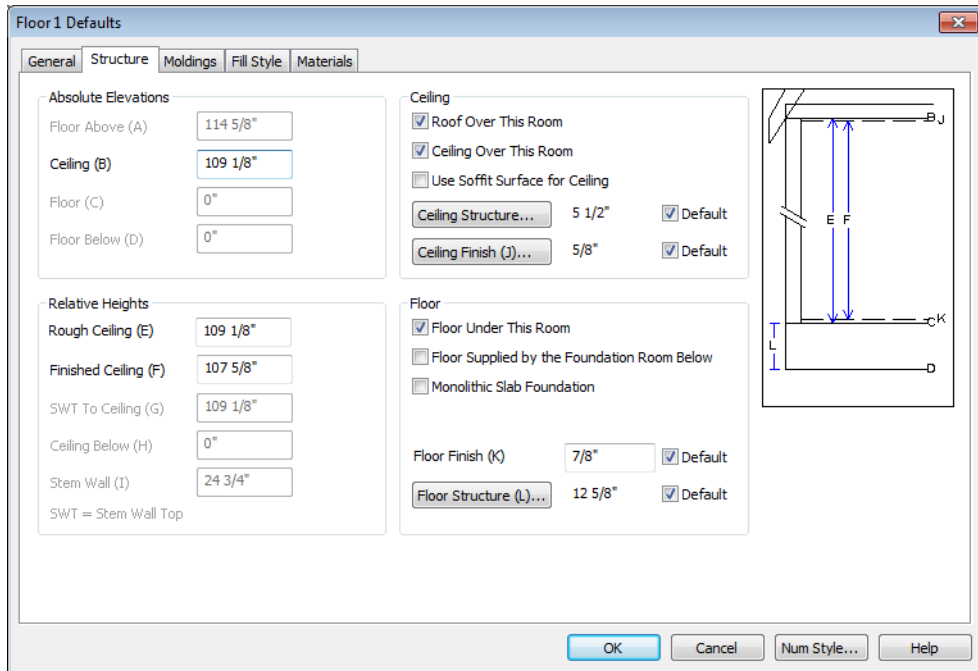 Floor 1 Defaults
General Structure Moldings Fill Style Materials
Absolute Elevations
Floor Above (A) 114 5/8"
Ceiling (B) 109 1/8"
Floor (C) 0"
Floor Below (D) 0"
Relative Heights
Rough Ceiling (E) 109 1/8"
Finished Ceiling (F) 107 5/8"
SWT To Ceiling (G) 109 1/8"
Ceiling Below (H) 0"
Stem Wall (I) 24 3/4"
SWT = Stem Wall Top
Ceiling
Roof Over This Room
Ceiling Over This Room
Use Soffit Surface for Ceiling
Ceiling Structure... 5 1/2" Default
Ceiling Finish (J)... 5/8" Default
Floor
Floor Under This Room
Floor Supplied by the Foundation Room Below
Monolithic Slab Foundation
Floor Finish (K) 7/8" Default
Floor Structure (L)... 12 5/8" Default
B J
E F
C K
L
D
OK Cancel Num Style... Help